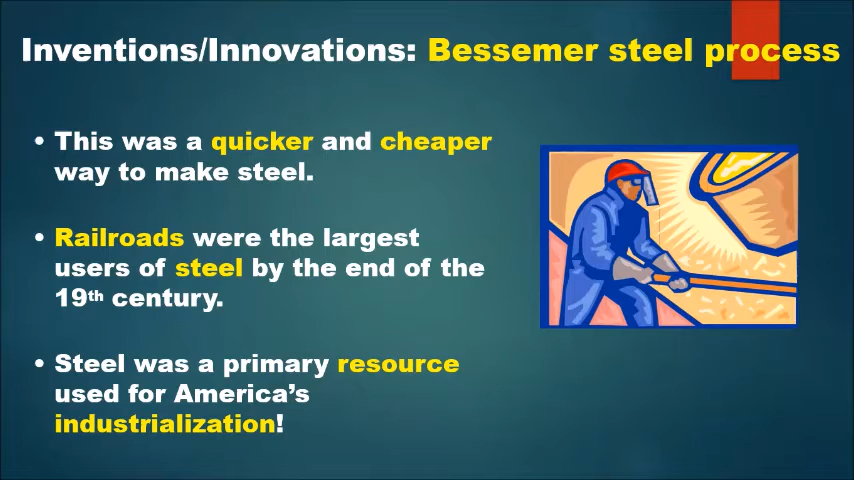 Inventions/Innovations: Bessemer steel process
• This was a quicker and cheaper
way to make steel.
• Railroads were the largest
users of steel by the end of the
19th century.
• Steel was a primary resource
used for America’s
industrialization!